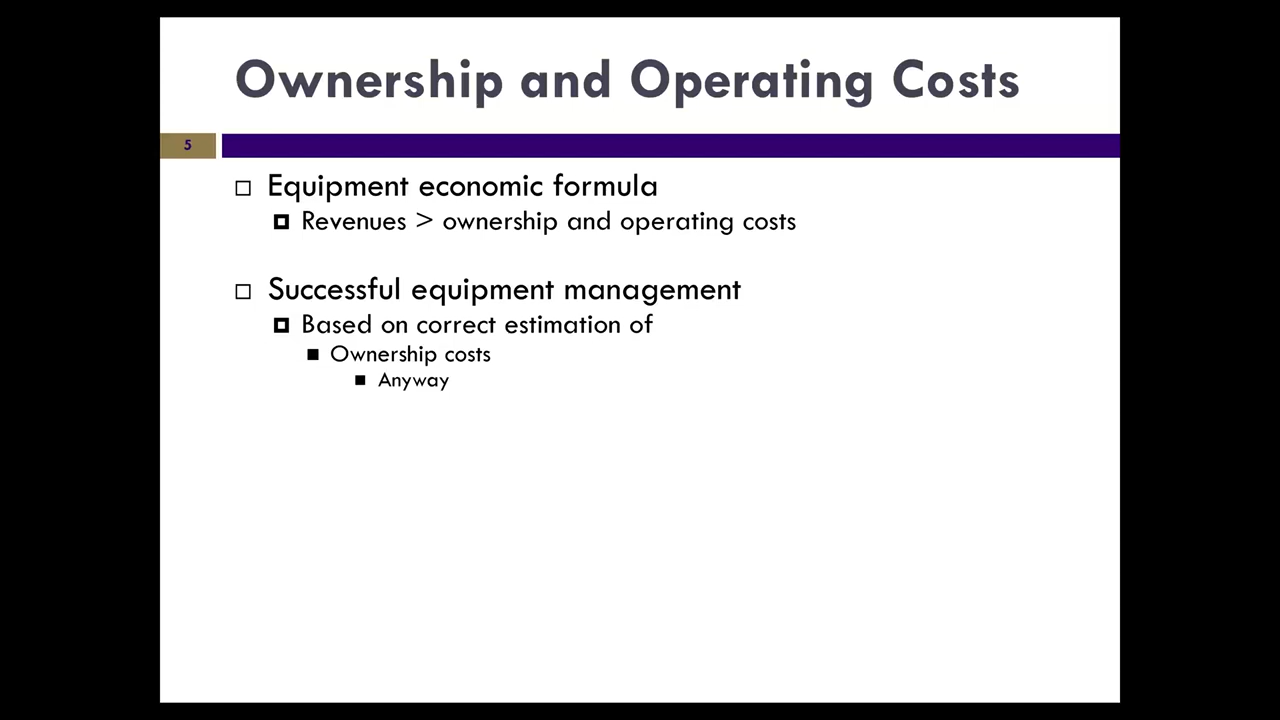 Ownership and Operating Costs
5
Equipment economic formula
Revenues > ownership and operating costs
Successful equipment management
Based on correct estimation of
Ownership costs
Anyway